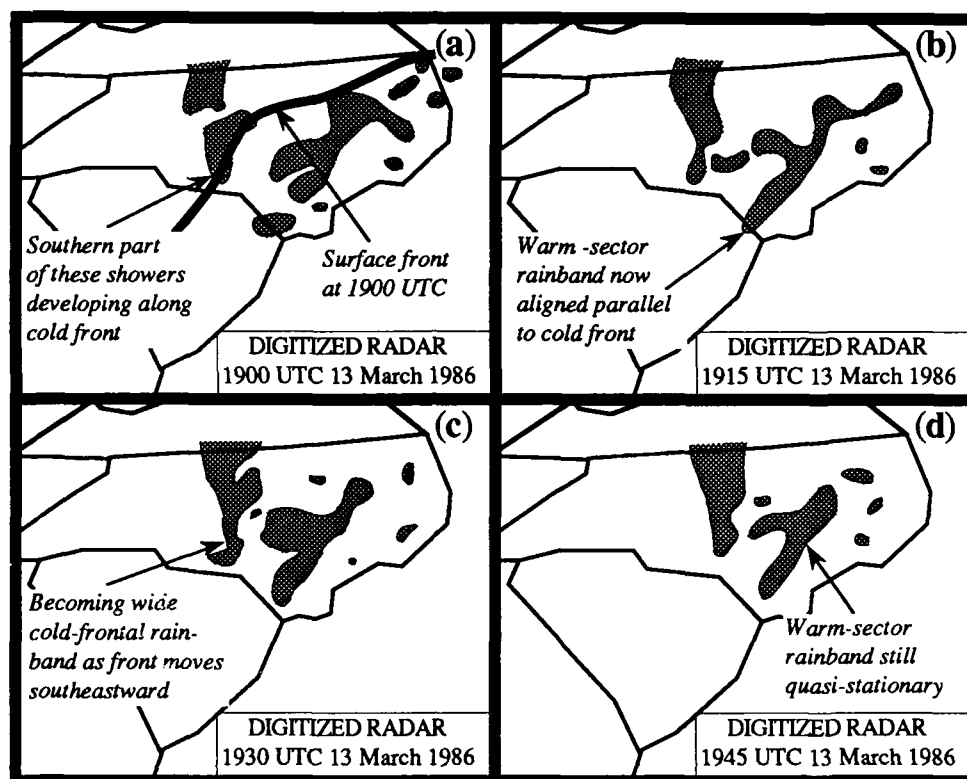 (a)
Southern part
of these showers
developing along
cold front
Surface front
at 1900 UTC
DIGITIZED RADAR
1900 UTC 13 March 1986
(b)
Warm -sector
rainband now
aligned parallel
to cold front
DIGITIZED RADAR
1915 UTC 13 March 1986
(c)
Becoming wide
cold-frontal rain-
band as front moves
southeastward
DIGITIZED RADAR
1930 UTC 13 March 1986
(d)
Warm-sector
rainband still
quasi-stationary
DIGITIZED RADAR
1945 UTC 13 March 1986